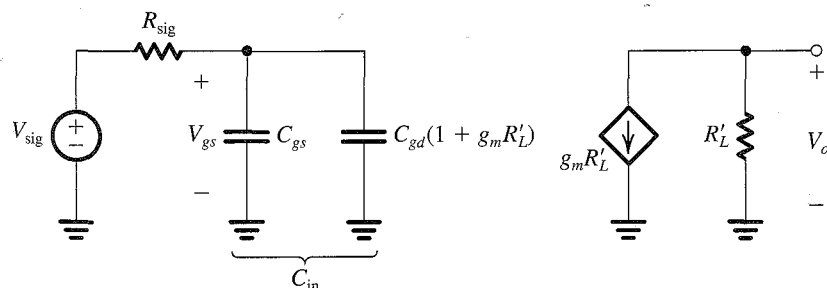 R_sig
+
+
V_sig
+
−
V_gs
C_gs
C_gd(1 + g_mR'_L)
g_mR'_L
R'_L
V_o
−
−
C_in